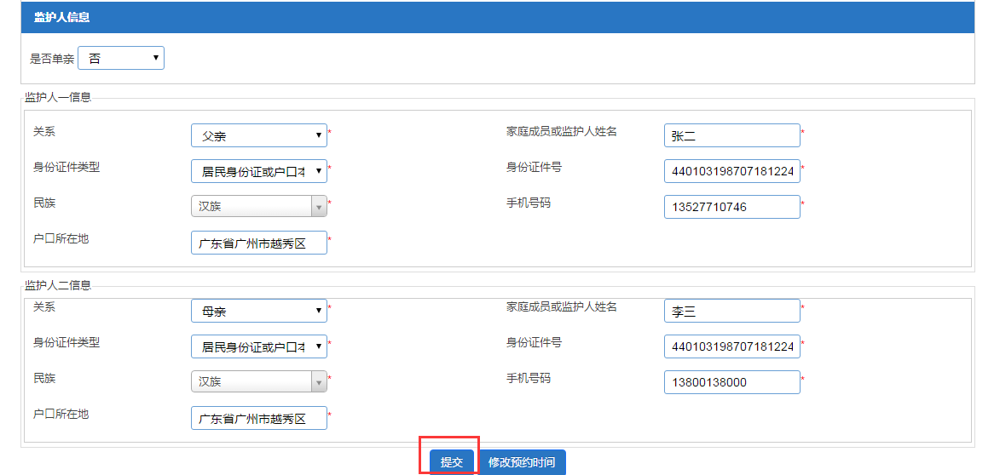 监护人信息
是否单亲 否
监护人一信息
关系 父亲 * 家庭成员或监护人姓名 张二 *
身份证件类型 居民身份证或户口本 * 身份证件号 440103198707181224 *
民族 汉族 * 手机号码 13527710746 *
户口所在地 广东省广州市越秀区 *
监护人二信息
关系 母亲 * 家庭成员或监护人姓名 李三 *
身份证件类型 居民身份证或户口本 * 身份证件号 440103198707181224 *
民族 汉族 * 手机号码 13800138000 *
户口所在地 广东省广州市越秀区 *
提交 修改预约时间